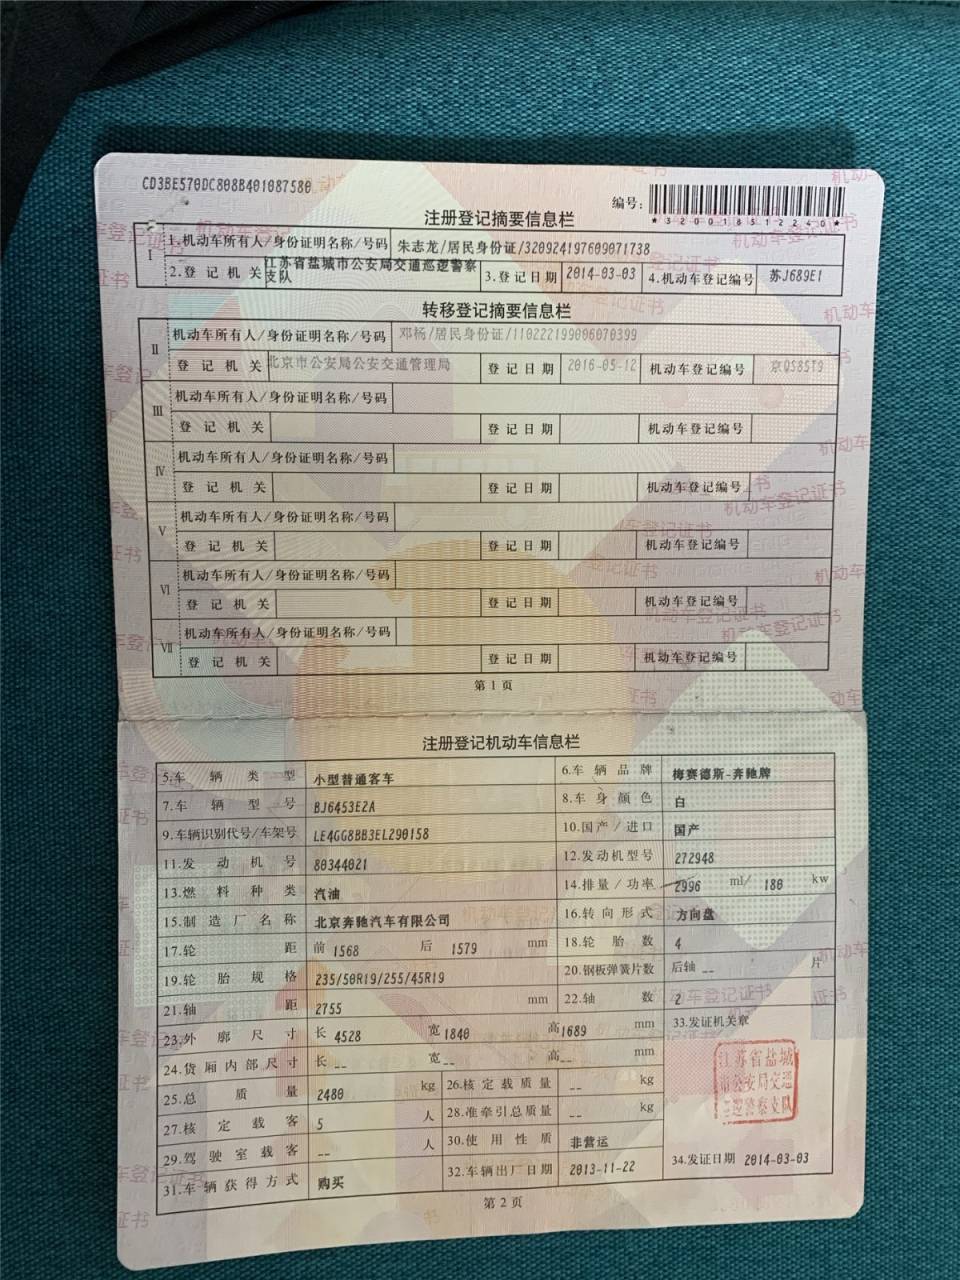 CD3BE570DC808B401087580
编号:
*320018512240*
注册登记摘要信息栏
I 1.机动车所有人/身份证明名称/号码 朱志龙/居民身份证/320924197609071738
2.登记机关 江苏省盐城市公安局交通巡逻警察支队 3.登记日期 2014-03-03 4.机动车登记编号 苏J689E1
转移登记摘要信息栏
II 机动车所有人/身份证明名称/号码 邓杨/居民身份证/110222199006070399
登记机关 北京市公安局公安交通管理局 登记日期 2016-05-12 机动车登记编号 京QS85T9
III 机动车所有人/身份证明名称/号码
登记机关 登记日期 机动车登记编号
IV 机动车所有人/身份证明名称/号码
登记机关 登记日期 机动车登记编号
V 机动车所有人/身份证明名称/号码
登记机关 登记日期 机动车登记编号
VI 机动车所有人/身份证明名称/号码
登记机关 登记日期 机动车登记编号
VII 机动车所有人/身份证明名称/号码
登记机关 登记日期 机动车登记编号
第1页
注册登记机动车信息栏
5.车辆类型 小型普通客车 6.车辆品牌 梅赛德斯-奔驰牌
7.车辆型号 BJ6453E2A 8.车身颜色 白
9.车辆识别代号/车架号 LE4GG8BB3EL290158 10.国产/进口 国产
11.发动机号 80344021 12.发动机型号 272948
13.燃料种类 汽油 14.排量/功率 2996 ml/ 180 kw
15.制造厂名称 北京奔驰汽车有限公司 16.转向形式 方向盘
17.轮距 前 1568 后 1579 mm 18.轮胎数 4
19.轮胎规格 235/50R19/255/45R19 20.钢板弹簧片数 后轴 -- 片
21.轴距 2755 mm 22.轴数 2
23.外廓尺寸 长 4528 宽 1840 高 1689 mm 33.发证机关章
24.货厢内部尺寸 长 -- 宽 -- 高 -- mm
江苏省盐城
市公安局交通
巡逻警察支队
25.总质量 2480 kg 26.核定载质量 -- kg
27.核定载客 5 人 28.准牵引总质量 -- kg
29.驾驶室载客 -- 人 30.使用性质 非营运
31.车辆获得方式 购买 32.车辆出厂日期 2013-11-22 34.发证日期 2014-03-03
第2页